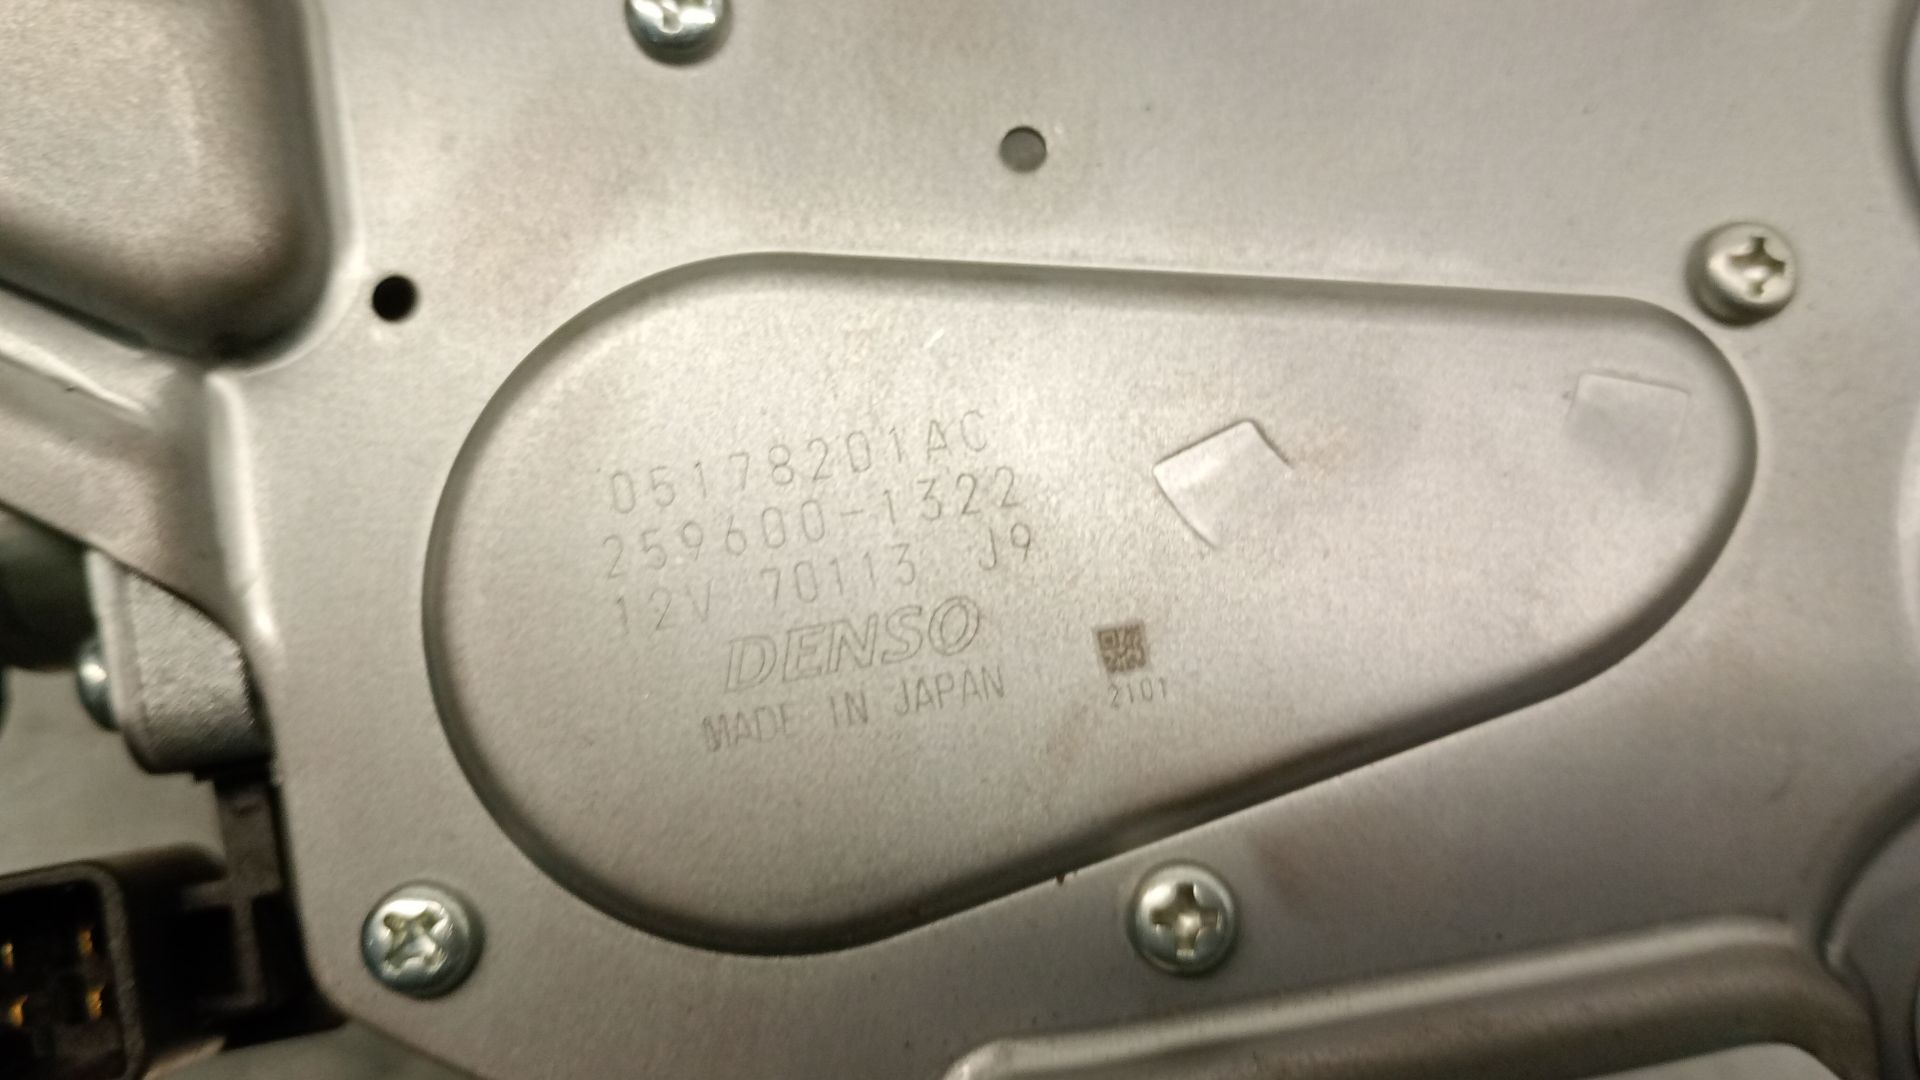 05178201AC
259600-1322
12V 70113 J9
DENSO
MADE IN JAPAN
2101